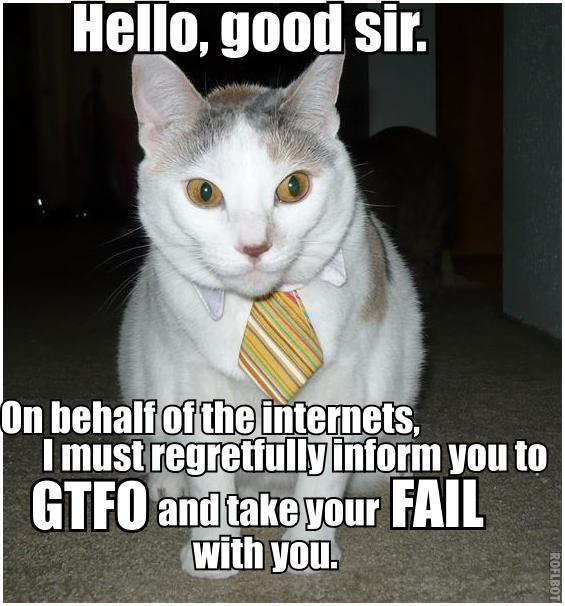 Hello, good sir.
On behalf of the internets,
I must regretfully inform you to
GTFO and take your FAIL
with you.
ROFLBOT